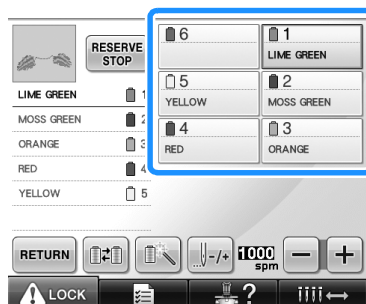 RESERVE
STOP
LIME GREEN 1
MOSS GREEN 2
ORANGE 3
RED 4
YELLOW 5
6
1
LIME GREEN
5
YELLOW
2
MOSS GREEN
4
RED
3
ORANGE
RETURN
-/+
1000
spm
- +
LOCK
?